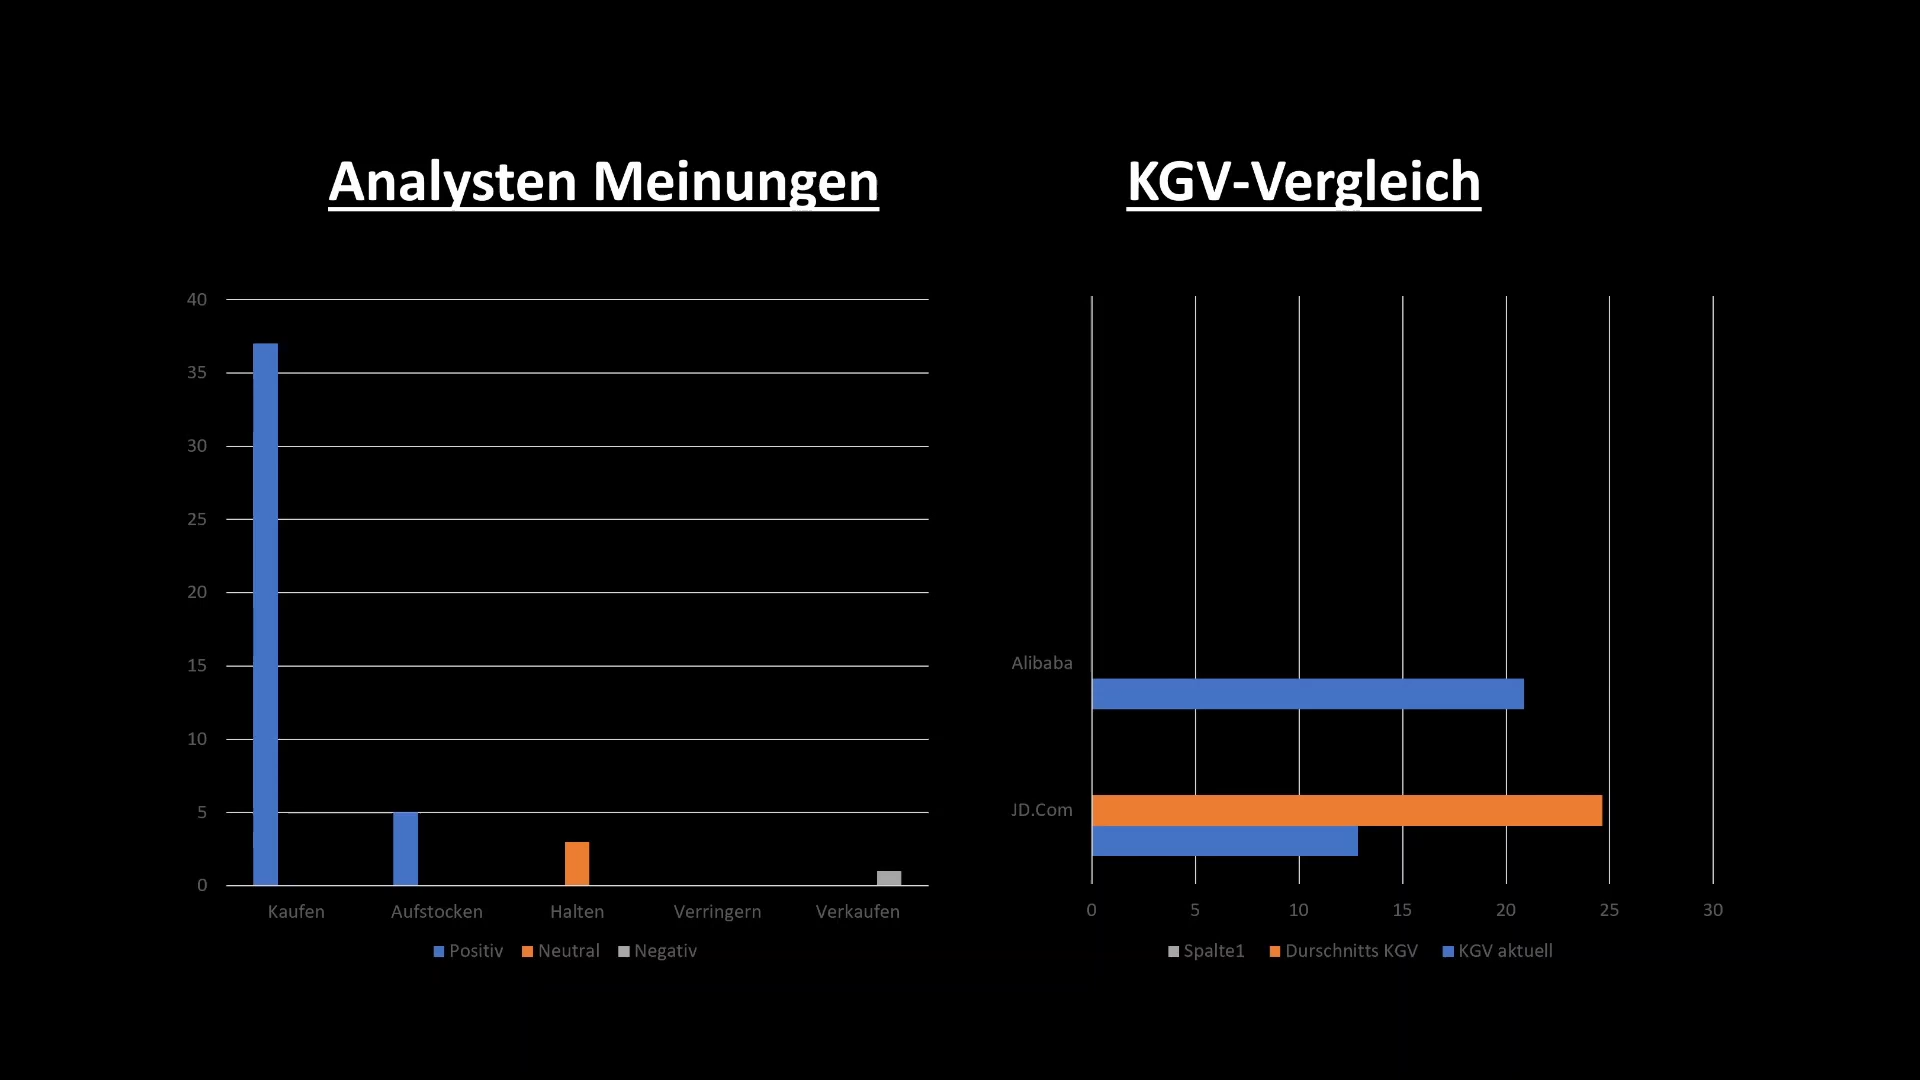 Analysten Meinungen
40
35
30
25
20
15
10
5
0
Kaufen Aufstocken Halten Verringern Verkaufen
Positiv Neutral Negativ
KGV-Vergleich
Alibaba
JD.Com
0 5 10 15 20 25 30
Spalte1 Durschnitts KGV KGV aktuell